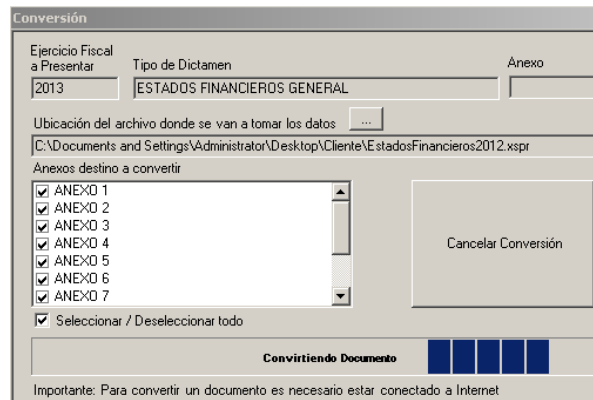 Conversión
Ejercicio Fiscal
a Presentar
Tipo de Dictamen
Anexo
2013
ESTADOS FINANCIEROS GENERAL
Ubicación del archivo donde se van a tomar los datos ...
C:\Documents and Settings\Administrator\Desktop\Cliente\EstadosFinancieros2012.xspr
Anexos destino a convertir
ANEXO 1
ANEXO 2
ANEXO 3
ANEXO 4
ANEXO 5
ANEXO 6
ANEXO 7
Cancelar Conversión
Seleccionar / Deseleccionar todo
Convirtiendo Documento
Importante: Para convertir un documento es necesario estar conectado a Internet